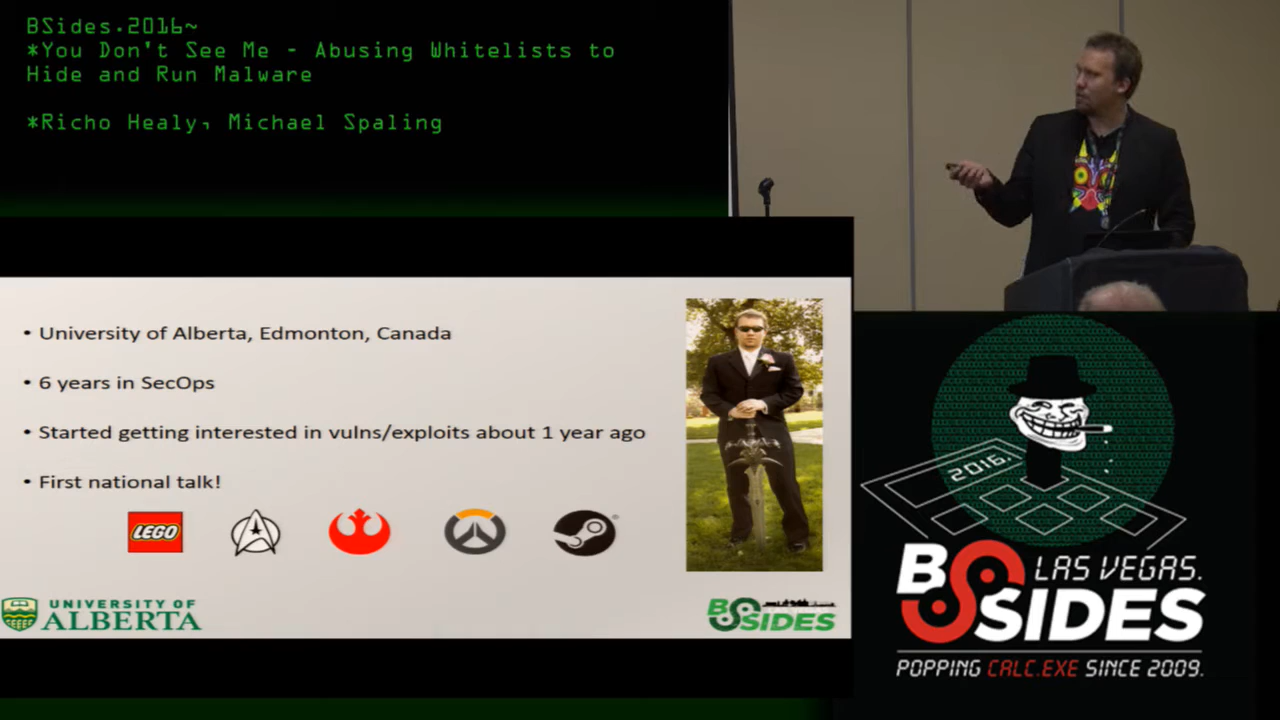 BSides.2016~
*You Don't See Me - Abusing Whitelists to
Hide and Run Malware
*Richo Healy, Michael Spaling
• University of Alberta, Edmonton, Canada
• 6 years in SecOps
• Started getting interested in vulns/exploits about 1 year ago
• First national talk!
LEGO
UNIVERSITY OF
ALBERTA
BSIDES
2016.
B LAS VEGAS.
SIDES
POPPING CALC.EXE SINCE 2009.